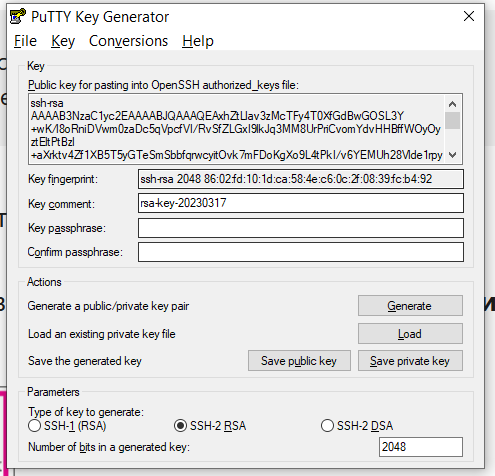 PuTTY Key Generator
File Key Conversions Help
Key
Public key for pasting into OpenSSH authorized_keys file:
ssh-rsa
AAAAB3NzaC1yc2EAAAABJQAAAQEAxhZtLlav3zMcTFy4T0XfGdBwGOSL3Y
+wK/l8oRniDVwm0zaDc5qVpcfVI/RvSfZLGxI9IkJq3MM8UrPriCvomYdvHHBffWOyOy
ztEltPtBzl
+aXrktv4Zf1XB5T5yGTeSmSbbfqrwcyitOvk7mFDoKgXo9L4tPkI/v6YEMUh28Vlde1rpy
Key fingerprint: ssh-rsa 2048 86:02:fd:10:1d:ca:58:4e:c6:0c:2f:08:39:fc:b4:92
Key comment: rsa-key-20230317
Key passphrase:
Confirm passphrase:
Actions
Generate a public/private key pair Generate
Load an existing private key file Load
Save the generated key Save public key Save private key
Parameters
Type of key to generate:
SSH-1 (RSA) SSH-2 RSA SSH-2 DSA
Number of bits in a generated key: 2048